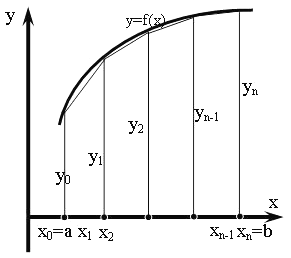 y
y=f(x)
y₀ y₁ y₂ yₙ₋₁ yₙ
x
x₀=a x₁ x₂ xₙ₋₁ xₙ=b